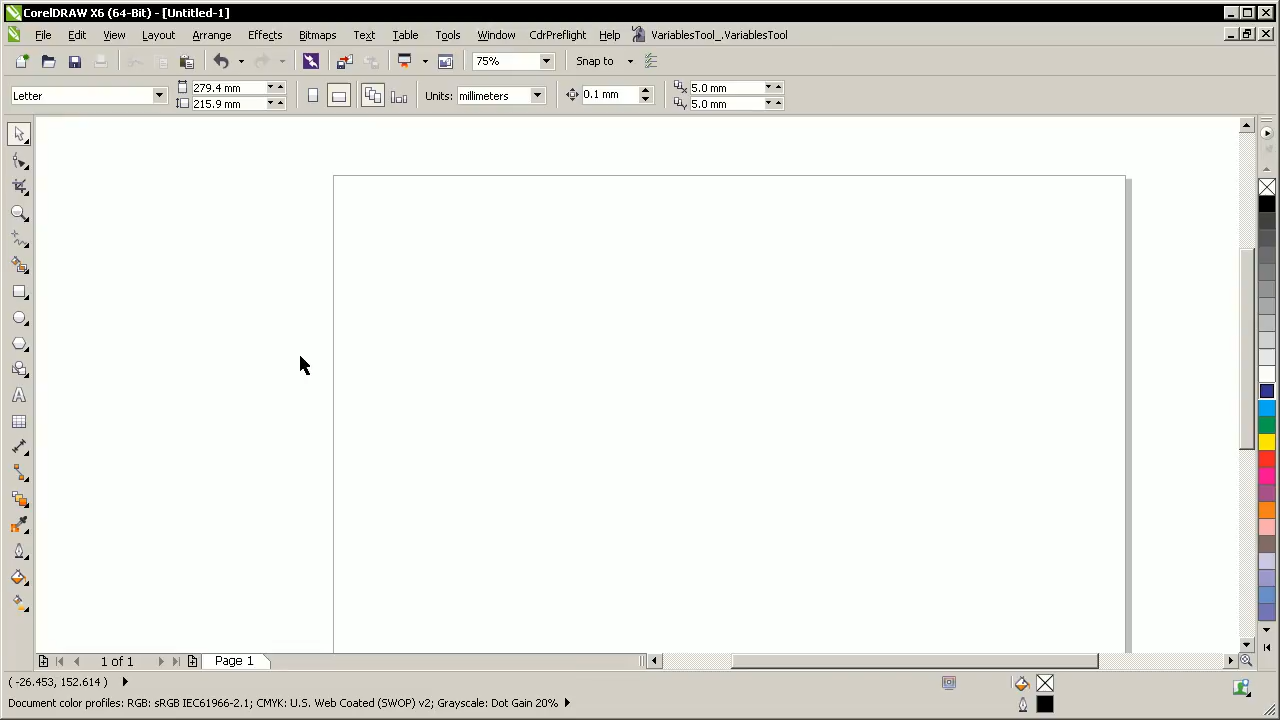 CorelDRAW X6 (64-Bit) - [Untitled-1]
File Edit View Layout Arrange Effects Bitmaps Text Table Tools Window CdrPreflight Help VariablesTool_.VariablesTool
75% Snap to
Letter 279.4 mm 215.9 mm Units: millimeters 0.1 mm 5.0 mm 5.0 mm
1 of 1 Page 1
( -26.453, 152.614 )
Document color profiles: RGB: sRGB IEC61966-2.1; CMYK: U.S. Web Coated (SWOP) v2; Grayscale: Dot Gain 20%